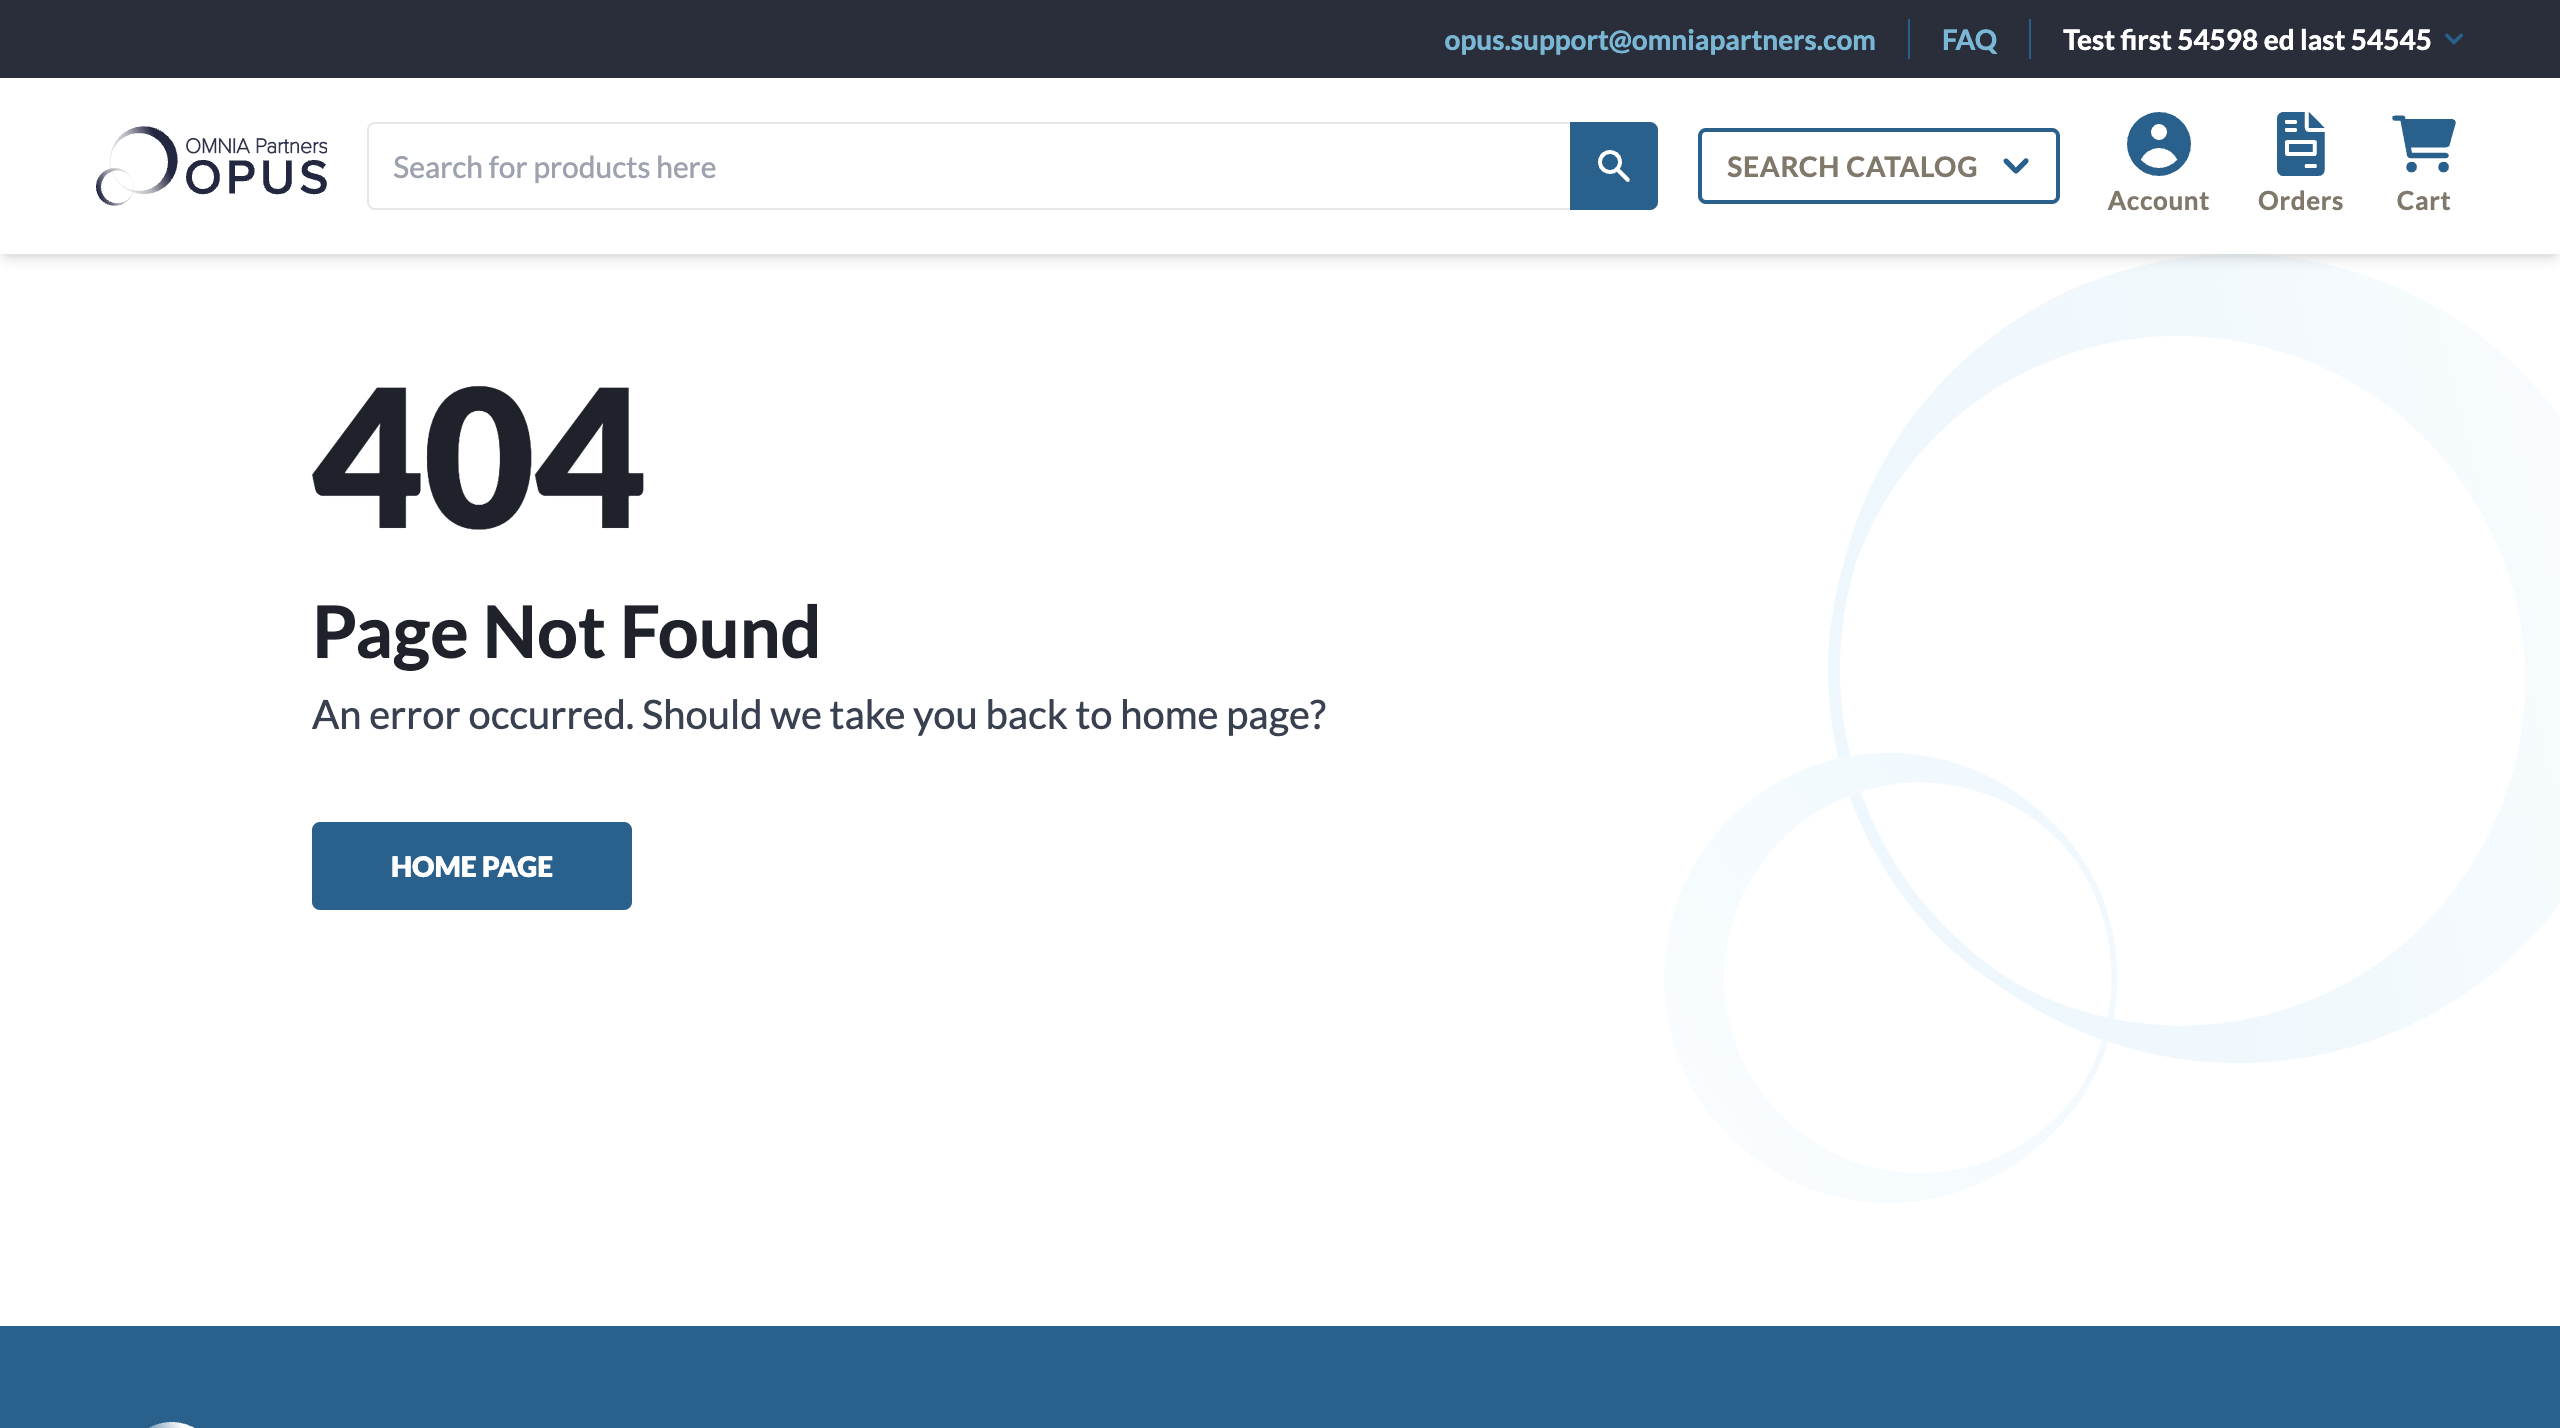 opus.support@omniapartners.com FAQ Test first 54598 ed last 54545
OMNIA Partners
OPUS
Search for products here
SEARCH CATALOG
Account
Orders
Cart
404
Page Not Found
An error occurred. Should we take you back to home page?
HOME PAGE